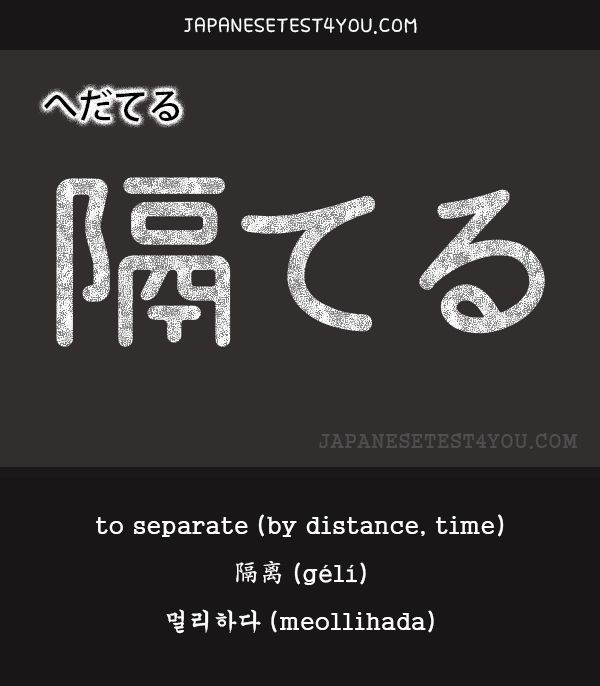 JAPANESETEST4YOU.COM
へだてる
隔てる
JAPANESETEST4YOU.COM
to separate (by distance, time)
隔离 (gélí)
멀리하다 (meollihada)